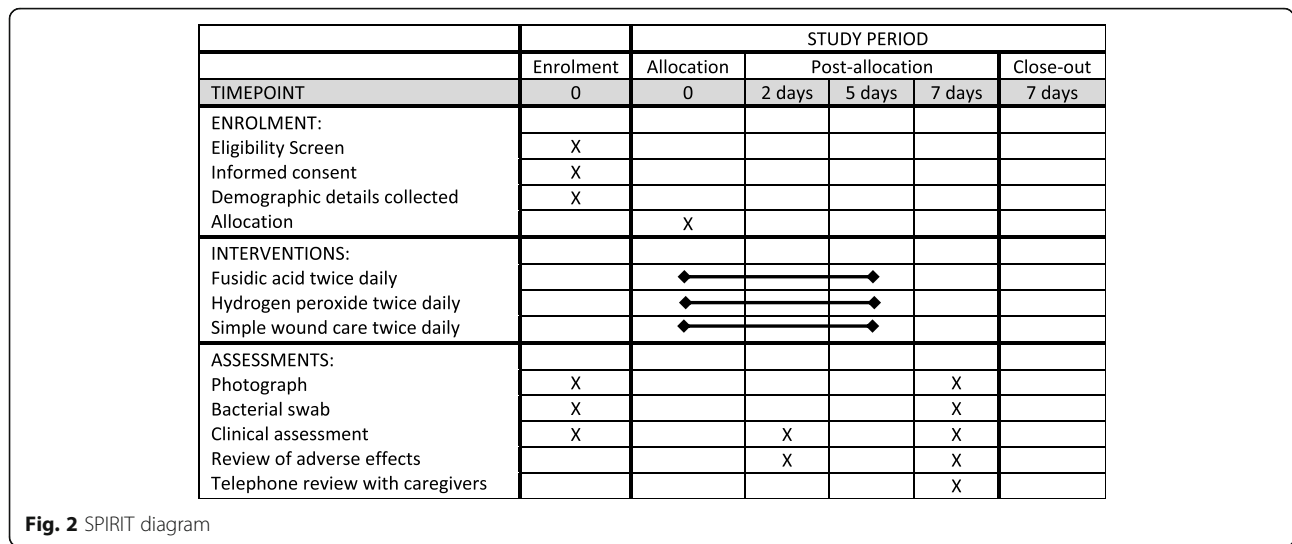 STUDY PERIOD
Enrolment Allocation Post-allocation Close-out
TIMEPOINT 0 0 2 days 5 days 7 days 7 days
ENROLMENT:
Eligibility Screen X
Informed consent X
Demographic details collected X
Allocation X
INTERVENTIONS:
Fusidic acid twice daily
Hydrogen peroxide twice daily
Simple wound care twice daily
ASSESSMENTS:
Photograph X X
Bacterial swab X X
Clinical assessment X X X
Review of adverse effects X X
Telephone review with caregivers X
Fig. 2 SPIRIT diagram